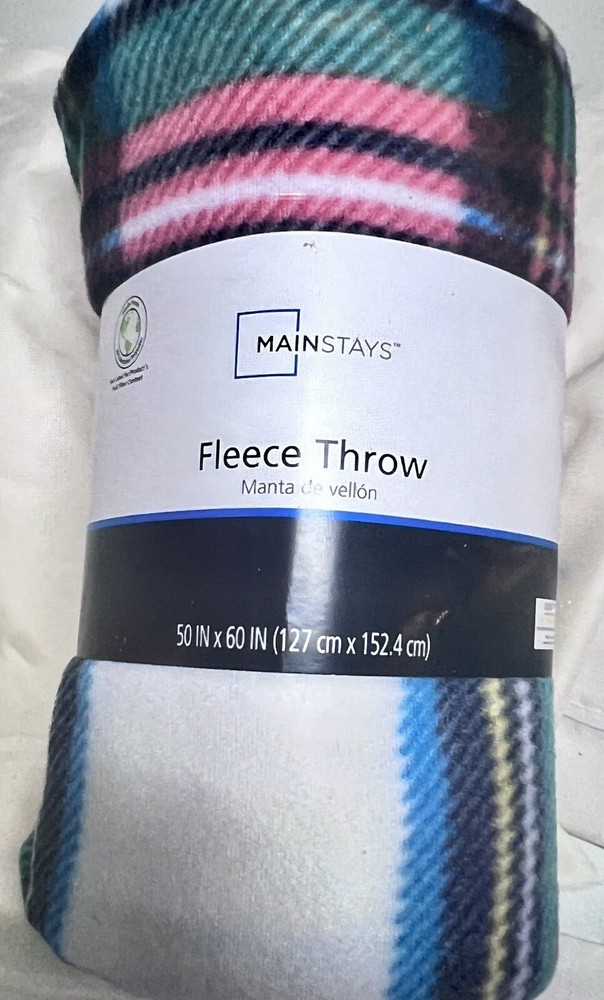 MAINSTAYS™
Fleece Throw
Manta de vellón
50 IN x 60 IN (127 cm x 152.4 cm)